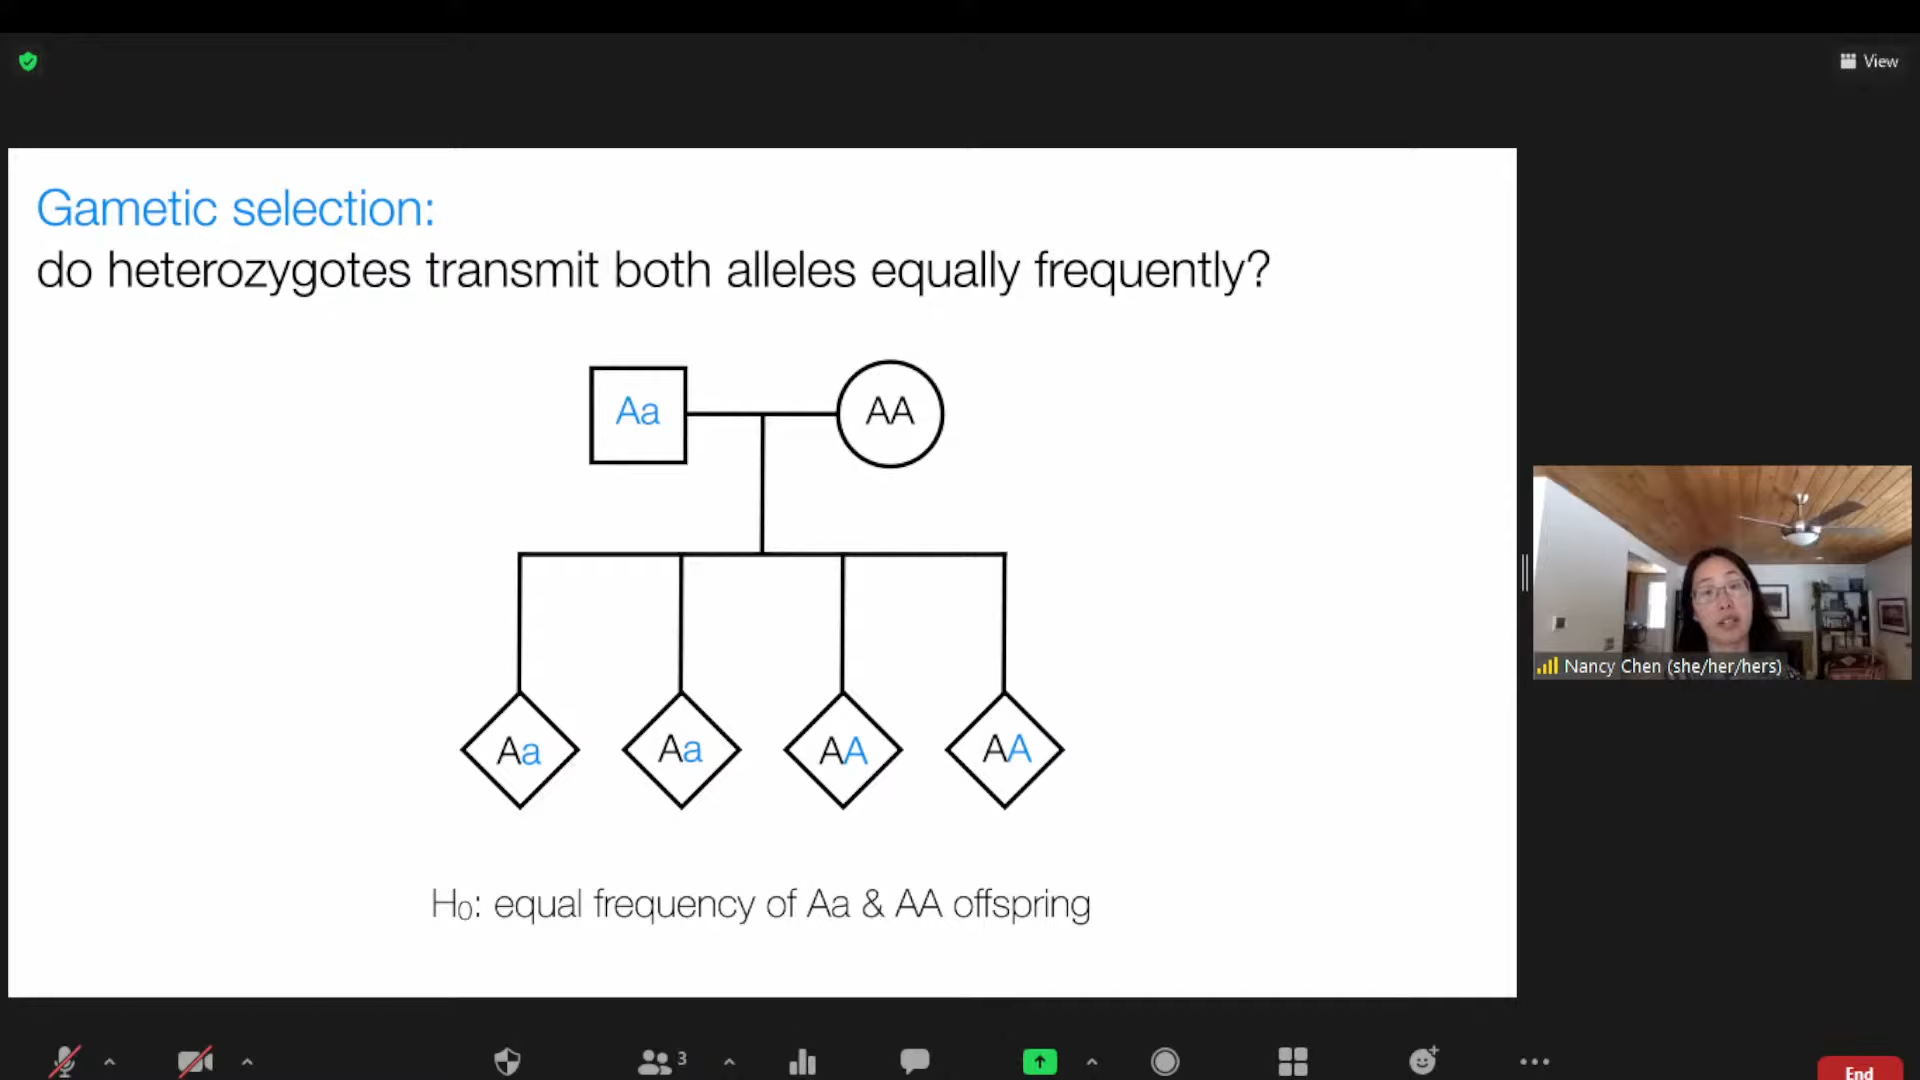 View
Gametic selection:
do heterozygotes transmit both alleles equally frequently?
Aa
AA
Aa
Aa
AA
AA
H0: equal frequency of Aa & AA offspring
Nancy Chen (she/her/hers)
3
End